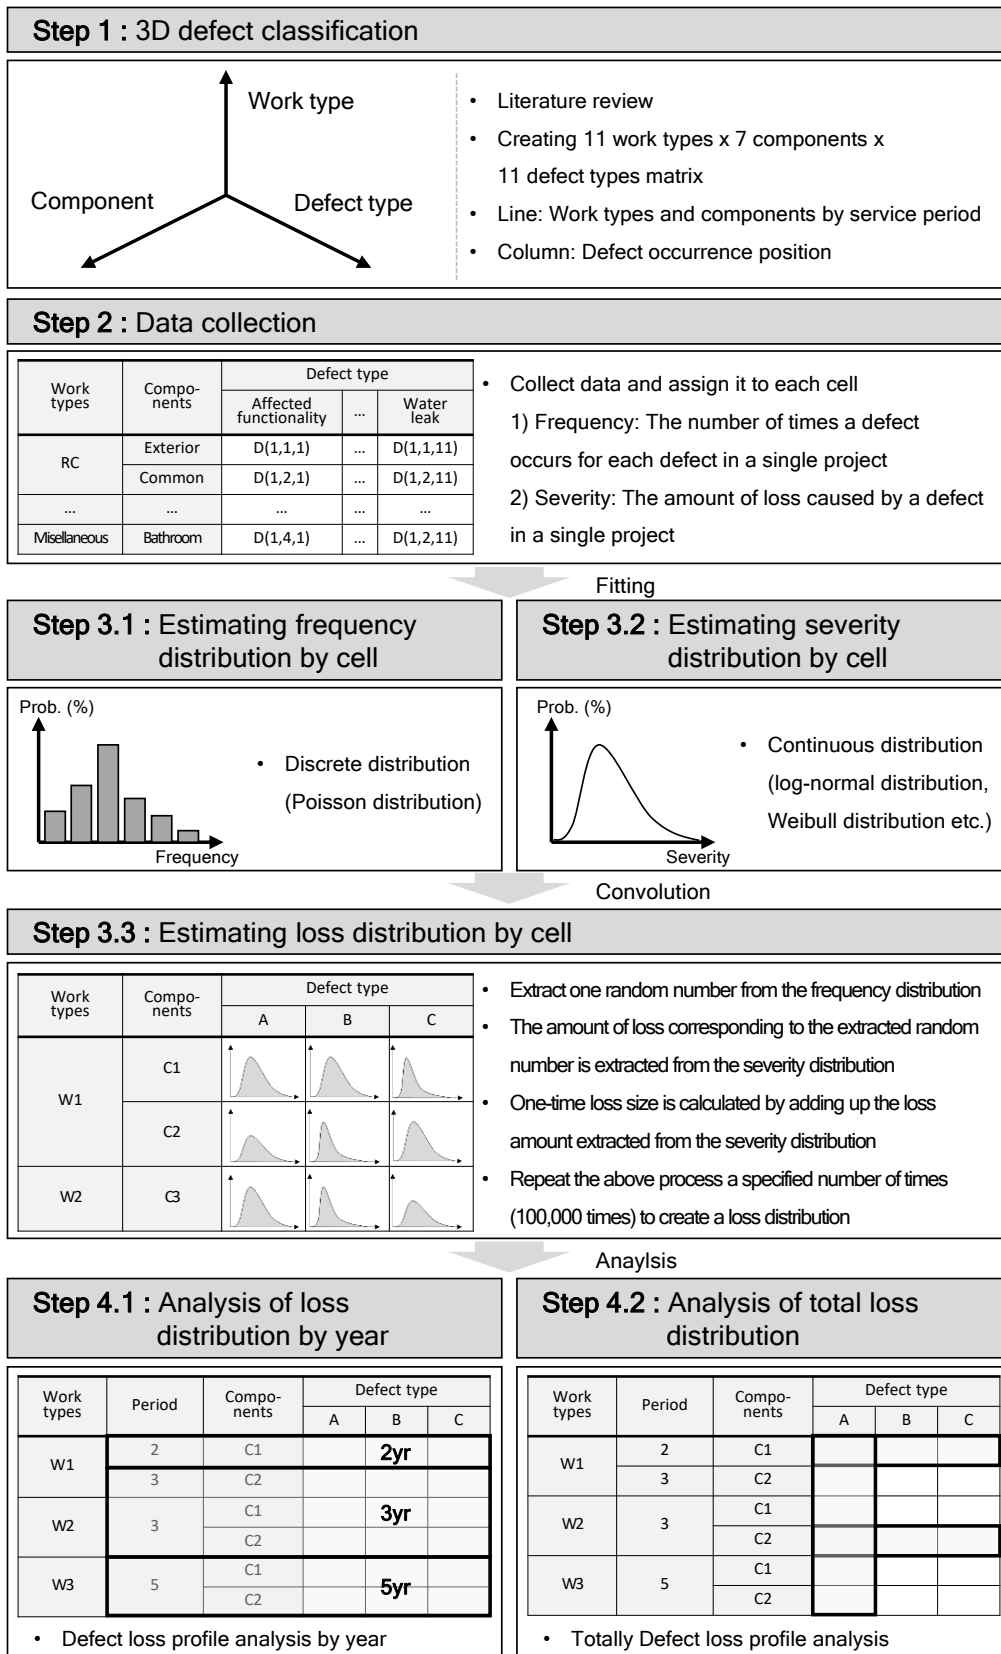 Step 1 : 3D defect classification
Work type
Component
Defect type
• Literature review
• Creating 11 work types x 7 components x
11 defect types matrix
• Line: Work types and components by service period
• Column: Defect occurrence position
Step 2 : Data collection
Work types Compo-nents Defect type
Affected functionality ... Water leak
RC Exterior D(1,1,1) ... D(1,1,11)
Common D(1,2,1) ... D(1,2,11)
... ... ... ... ...
Misellaneous Bathroom D(1,4,1) ... D(1,2,11)
• Collect data and assign it to each cell
1) Frequency: The number of times a defect
occurs for each defect in a single project
2) Severity: The amount of loss caused by a defect
in a single project
Fitting
Step 3.1 : Estimating frequency
distribution by cell
Prob. (%)
Frequency
• Discrete distribution
(Poisson distribution)
Step 3.2 : Estimating severity
distribution by cell
Prob. (%)
Severity
• Continuous distribution
(log-normal distribution,
Weibull distribution etc.)
Convolution
Step 3.3 : Estimating loss distribution by cell
Work types Compo-nents Defect type
A B C
W1 C1
C2
W2 C3
• Extract one random number from the frequency distribution
• The amount of loss corresponding to the extracted random
number is extracted from the severity distribution
• One-time loss size is calculated by adding up the loss
amount extracted from the severity distribution
• Repeat the above process a specified number of times
(100,000 times) to create a loss distribution
Anaylsis
Step 4.1 : Analysis of loss
distribution by year
Work types Period Compo-nents Defect type
A B C
W1 2 C1 2yr
3 C2
W2 3 C1 3yr
C2
W3 5 C1 5yr
C2
• Defect loss profile analysis by year
Step 4.2 : Analysis of total loss
distribution
Work types Period Compo-nents Defect type
A B C
W1 2 C1
3 C2
W2 3 C1
C2
W3 5 C1
C2
• Totally Defect loss profile analysis